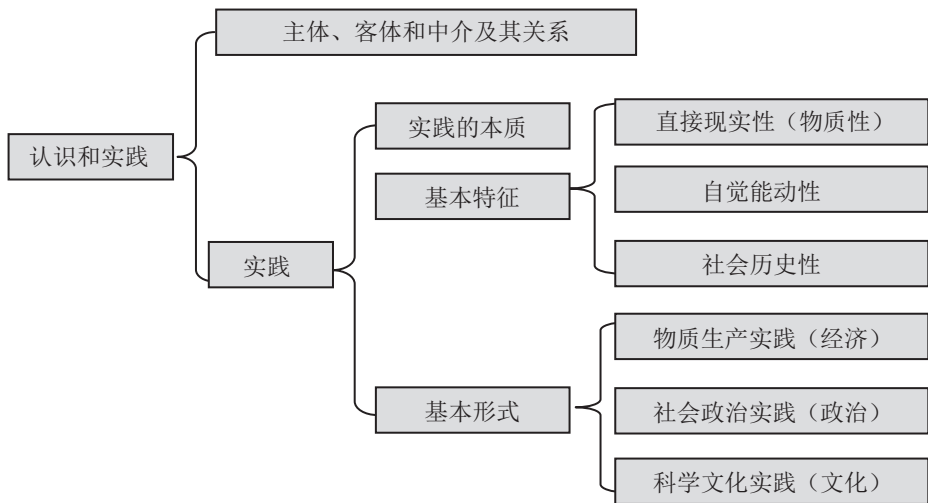 主体、客体和中介及其关系
认识和实践
实践
实践的本质
基本特征
直接现实性（物质性）
自觉能动性
社会历史性
基本形式
物质生产实践（经济）
社会政治实践（政治）
科学文化实践（文化）